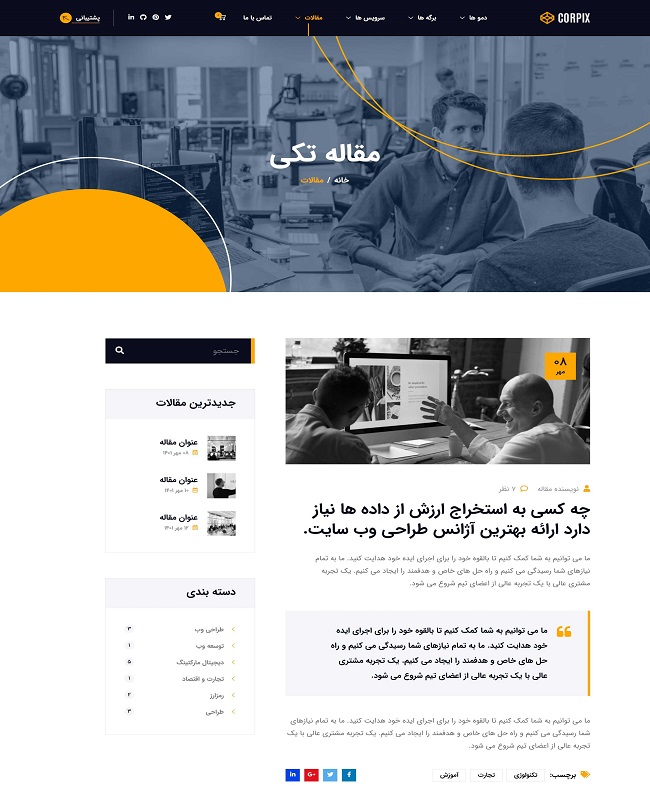 CORPIX
دمو ها
برگه ها
سرویس ها
مقالات
تماس با ما
پشتیبانی
مقاله تکی
خانه / مقالات
۰۸
مهر
نویسنده مقاله
۷ نظر
چه کسی به استخراج ارزش از داده ها نیاز
دارد ارائه بهترین آژانس طراحی وب سایت.
ما می توانیم به شما کمک کنیم تا بالقوه خود را برای اجرای ایده خود هدایت کنید. ما به تمام
نیازهای شما رسیدگی می کنیم و راه حل های خاص و هدفمند را ایجاد می کنیم. یک تجربه
مشتری عالی با یک تجربه عالی از اعضای تیم شروع می شود.
ما می توانیم به شما کمک کنیم تا بالقوه خود را برای اجرای ایده
خود هدایت کنید. ما به تمام نیازهای شما رسیدگی می کنیم و راه
حل های خاص و هدفمند را ایجاد می کنیم. یک تجربه مشتری
عالی با یک تجربه عالی از اعضای تیم شروع می شود.
ما می توانیم به شما کمک کنیم تا بالقوه خود را برای اجرای ایده خود هدایت کنید. ما به تمام نیازهای
شما رسیدگی می کنیم و راه حل های خاص و هدفمند را ایجاد می کنیم. یک تجربه مشتری عالی با یک
تجربه عالی از اعضای تیم شروع می شود.
برچسب: تکنولوژی تجارت آموزش
جستجو
جدیدترین مقالات
عنوان مقاله
۰۸ مهر ۱۴۰۱
عنوان مقاله
۱۰ مهر ۱۴۰۱
عنوان مقاله
۱۲ مهر ۱۴۰۱
دسته بندی
طراحی وب ۳
توسعه وب ۱
دیجیتال مارکتینگ ۵
تجارت و اقتصاد ۱
رمزارز ۲
طراحی ۳